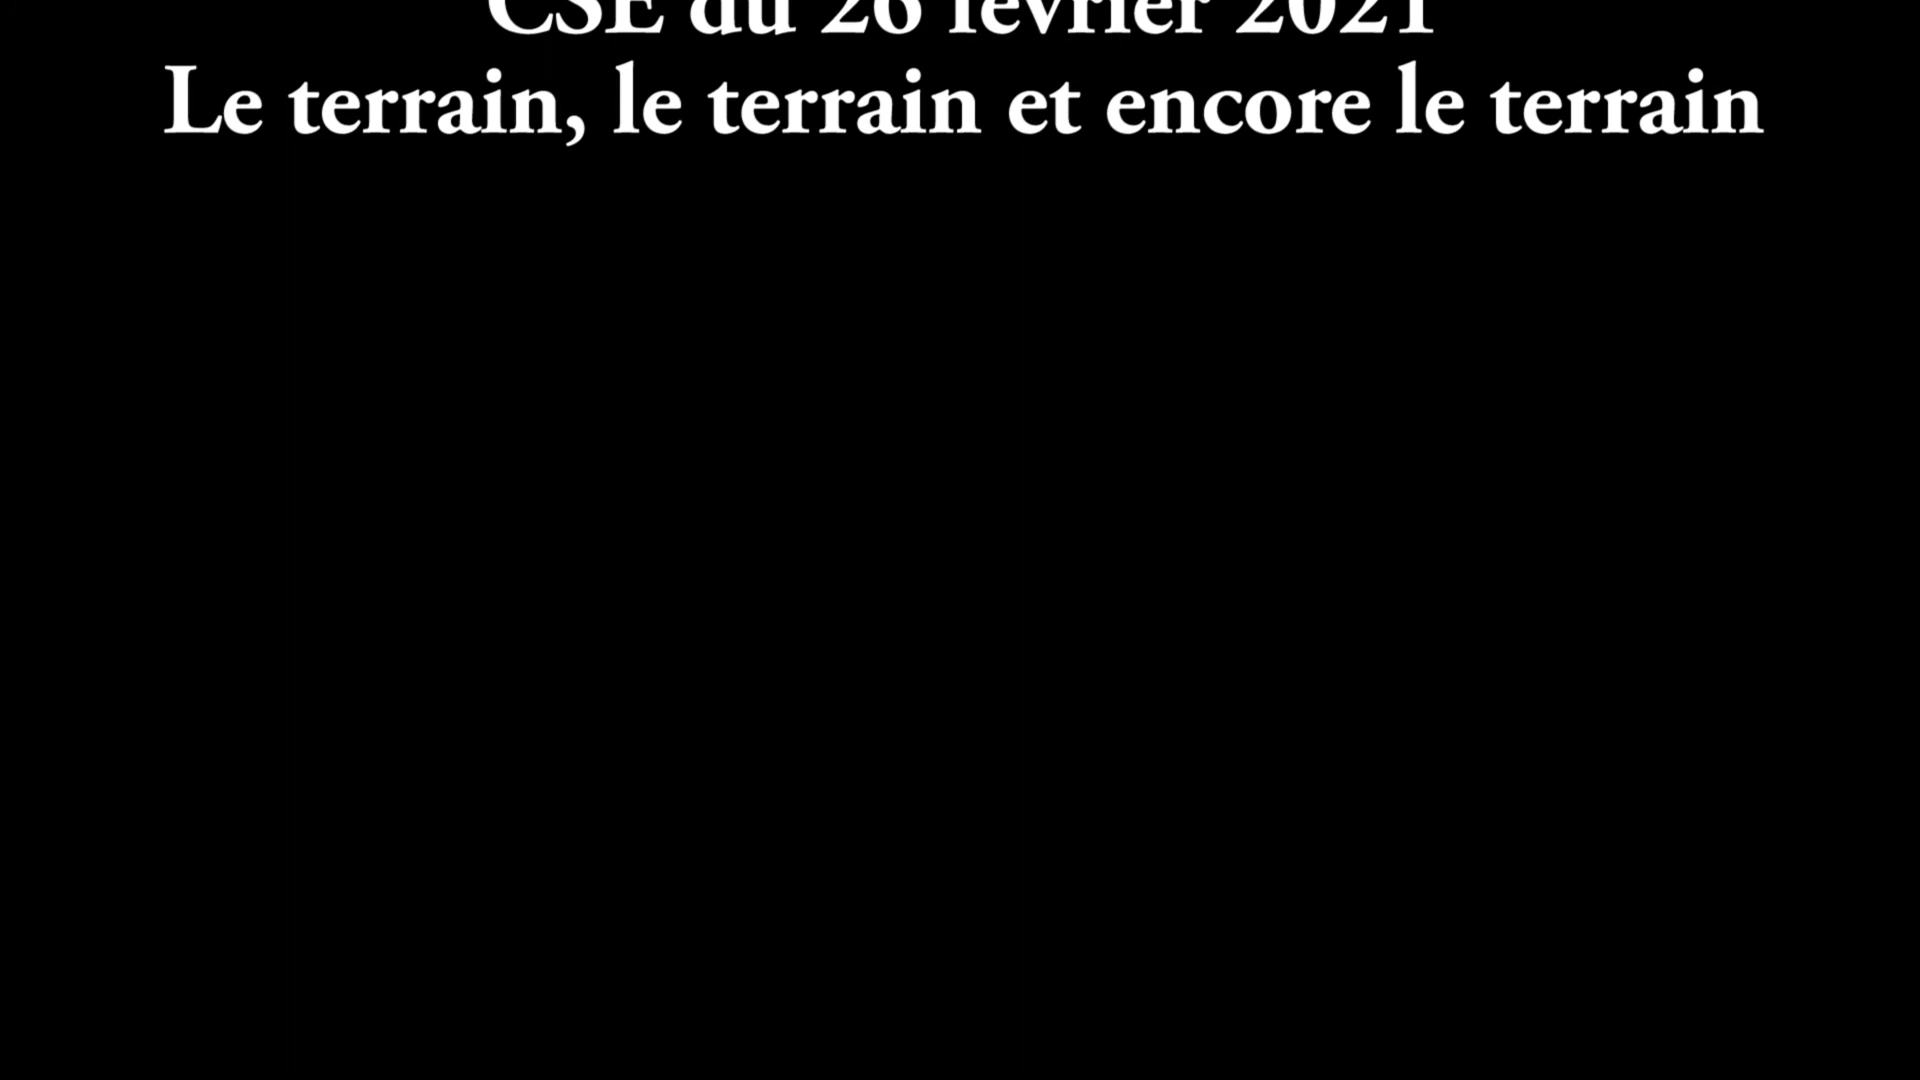 CSE du 26 février 2021
Le terrain, le terrain et encore le terrain